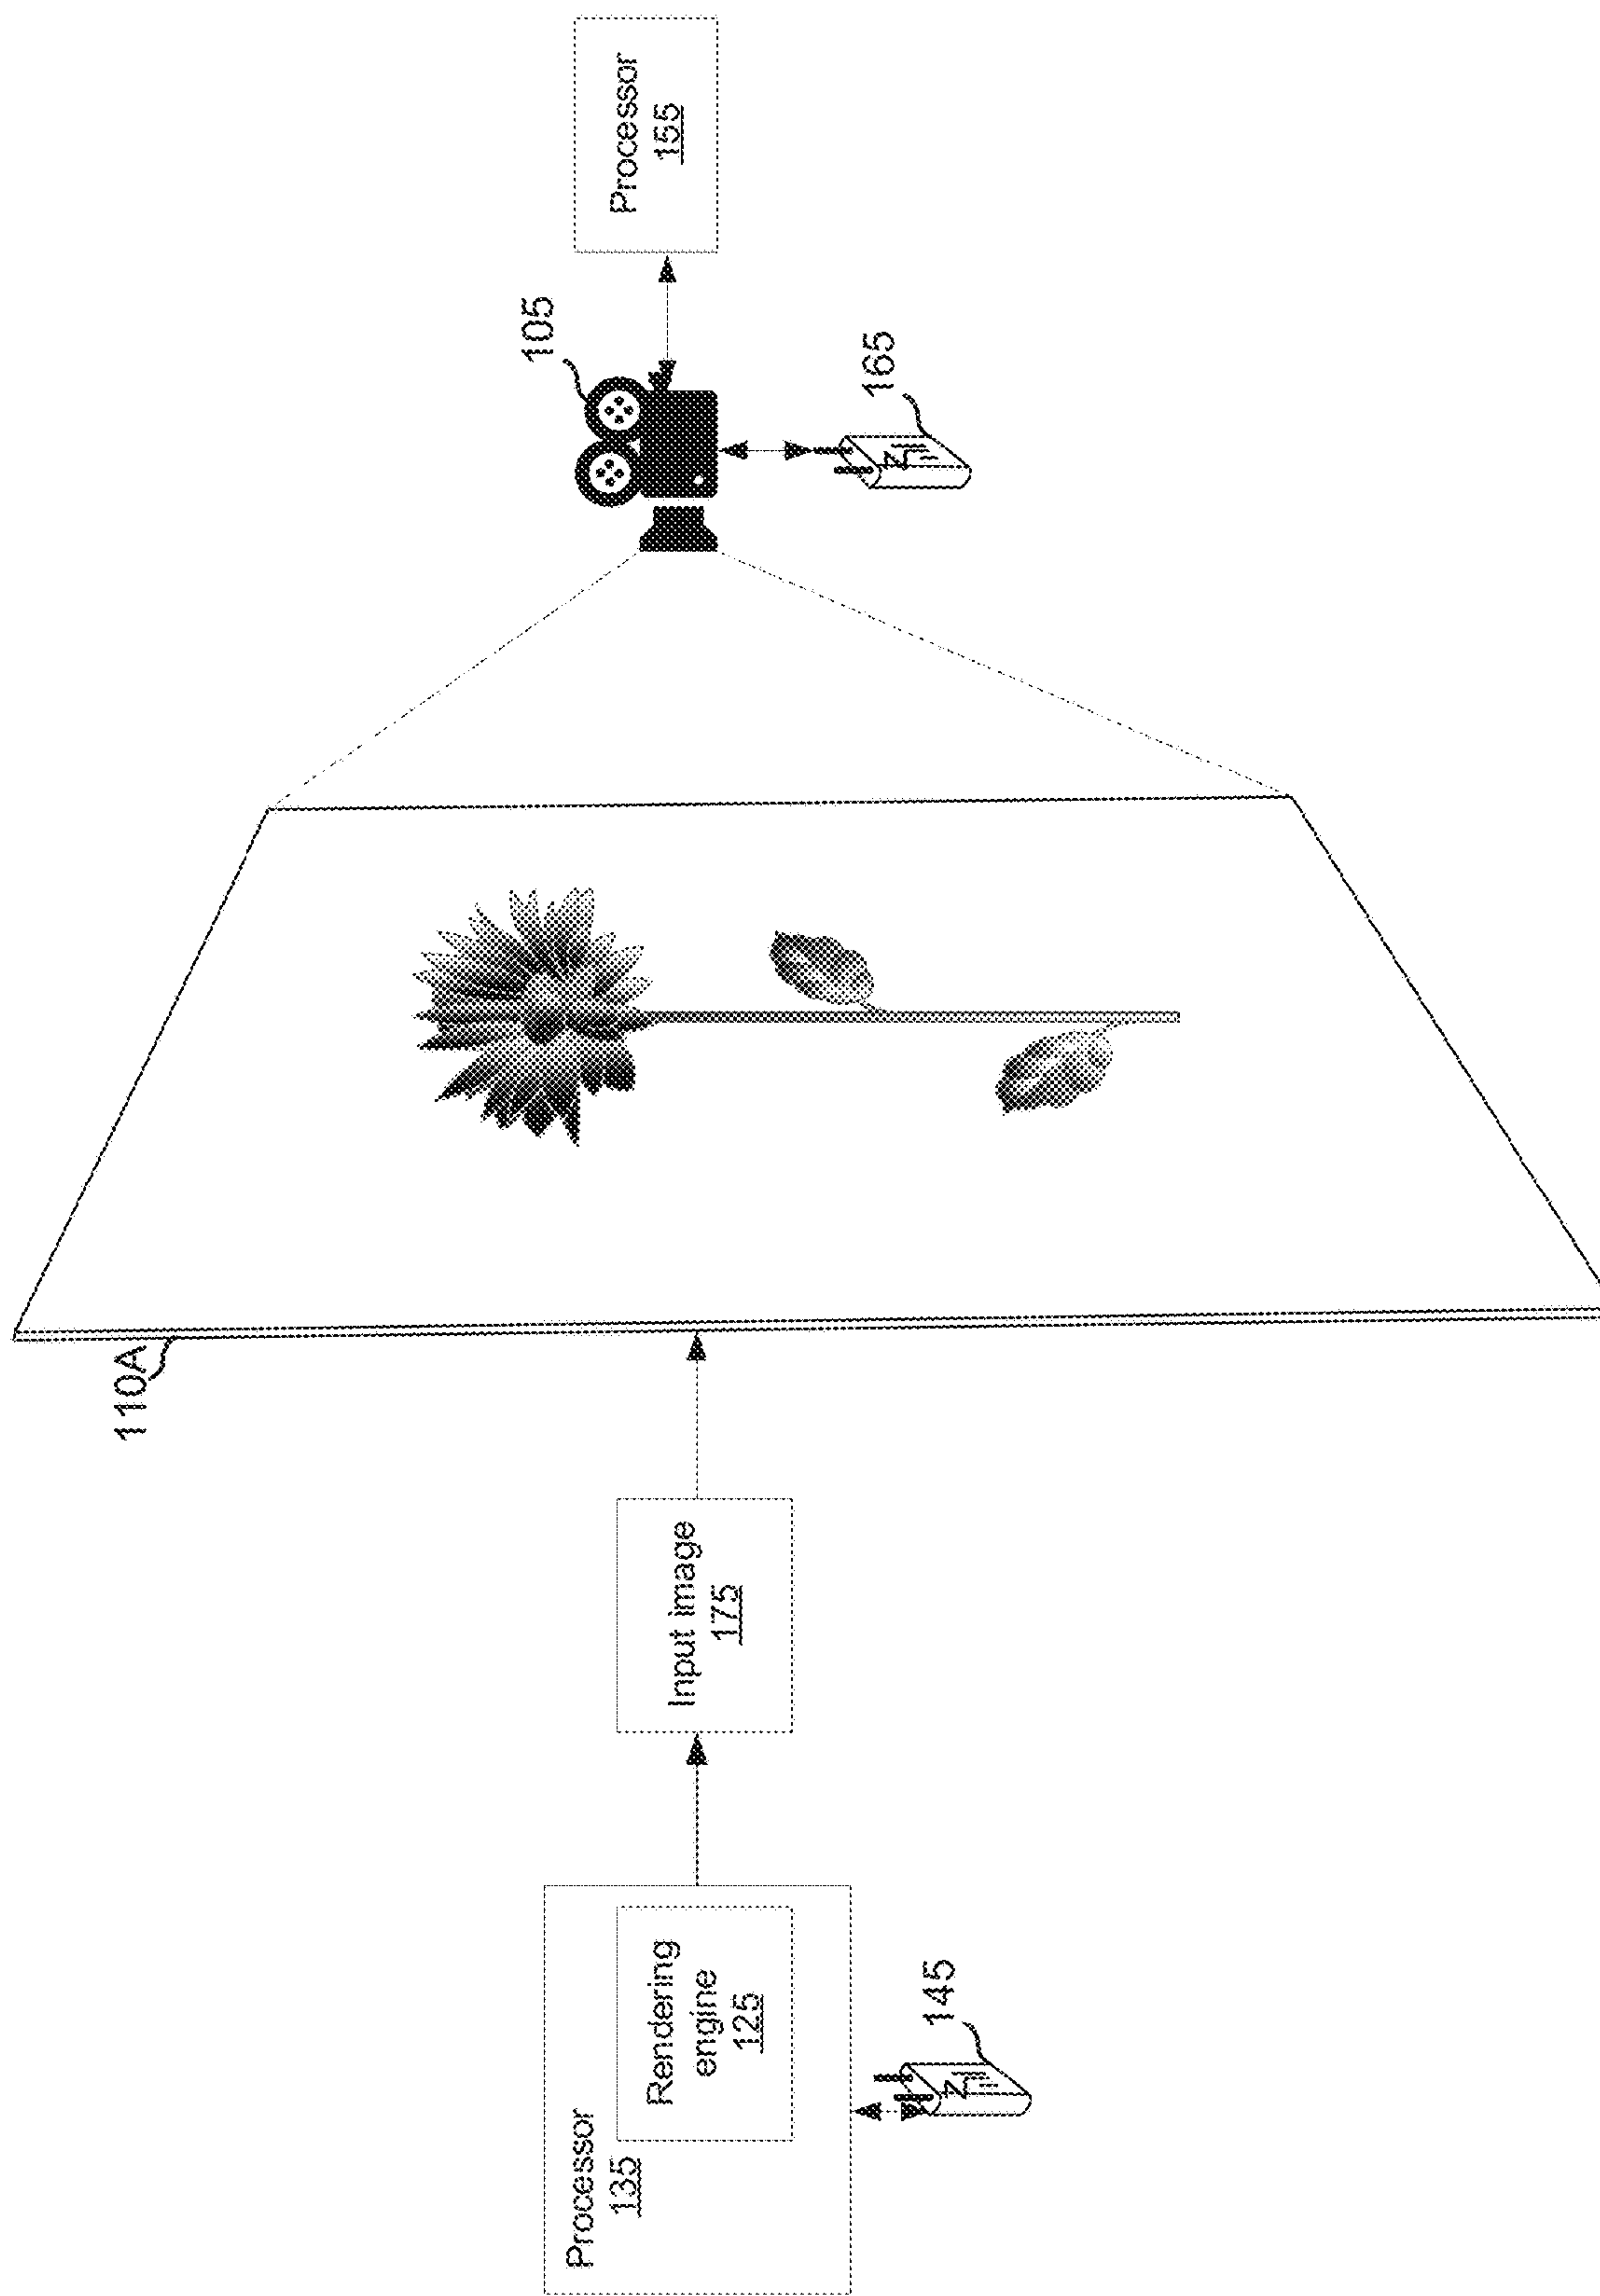 Processor
135
Rendering
engine
125
145
Input image
175
110A
105
165
Processor
155